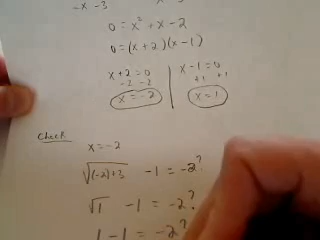 -x -3
0 = x² + x - 2
0 = (x + 2)(x - 1)
x + 2 = 0 x - 1 = 0
-2 -2 +1 +1
x = -2 x = 1
Check
x = -2
√(-2)+3 -1 = -2?
√1 -1 = -2?
1 - 1 = -2?